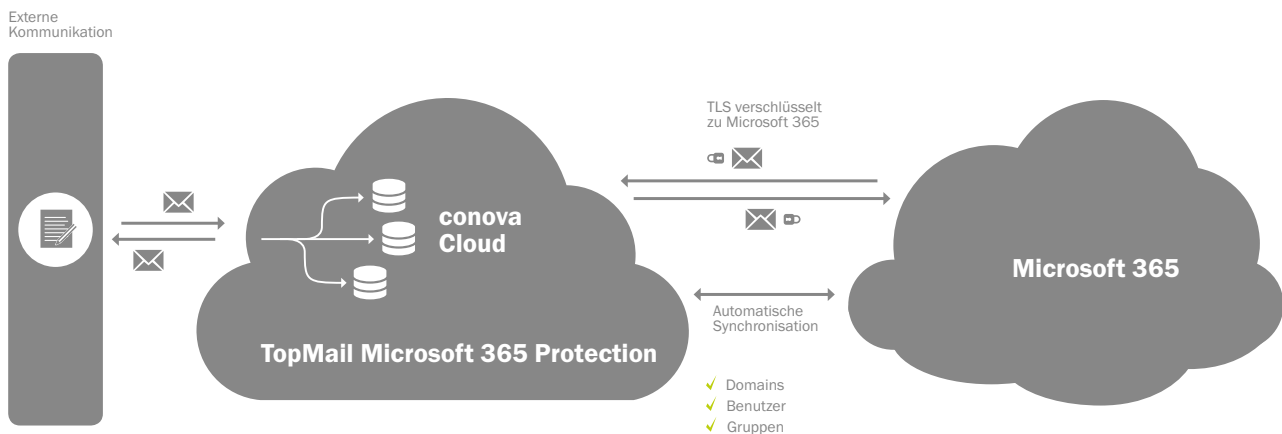 Externe
Kommunikation
TLS verschlüsselt
zu Microsoft 365
conova
Cloud
Microsoft 365
Automatische
Synchronisation
TopMail Microsoft 365 Protection
Domains
Benutzer
Gruppen